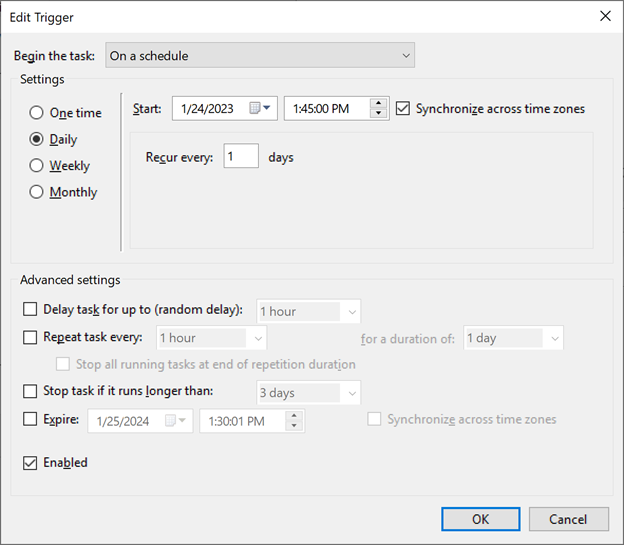 Edit Trigger
Begin the task: On a schedule
Settings
One time
Daily
Weekly
Monthly
Start: 1/24/2023 1:45:00 PM Synchronize across time zones
Recur every: 1 days
Advanced settings
Delay task for up to (random delay): 1 hour
Repeat task every: 1 hour for a duration of: 1 day
Stop all running tasks at end of repetition duration
Stop task if it runs longer than: 3 days
Expire: 1/25/2024 1:30:01 PM Synchronize across time zones
Enabled
OK Cancel